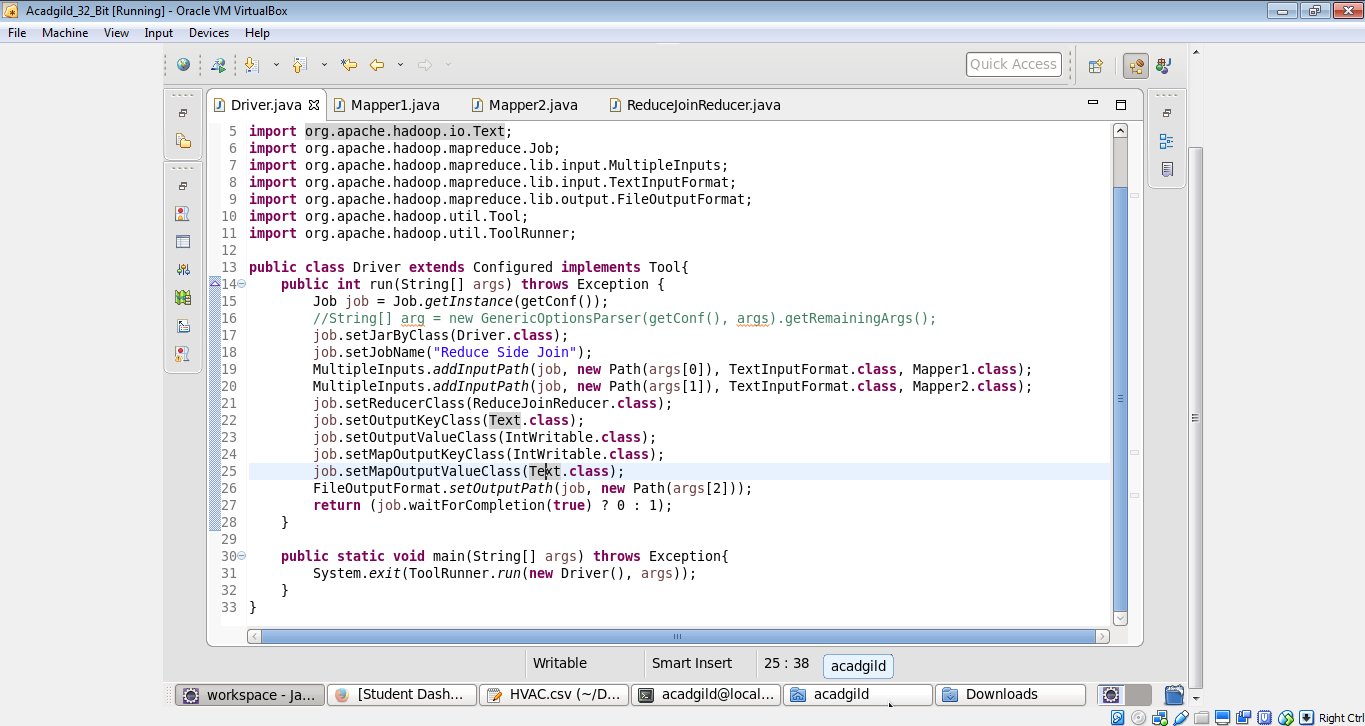 Acadgild_32_Bit [Running] - Oracle VM VirtualBox
File Machine View Input Devices Help
Quick Access
Driver.java Mapper1.java Mapper2.java ReduceJoinReducer.java
5 import org.apache.hadoop.io.Text;
6 import org.apache.hadoop.mapreduce.Job;
7 import org.apache.hadoop.mapreduce.lib.input.MultipleInputs;
8 import org.apache.hadoop.mapreduce.lib.input.TextInputFormat;
9 import org.apache.hadoop.mapreduce.lib.output.FileOutputFormat;
10 import org.apache.hadoop.util.Tool;
11 import org.apache.hadoop.util.ToolRunner;
12
13 public class Driver extends Configured implements Tool{
14 public int run(String[] args) throws Exception {
15 Job job = Job.getInstance(getConf());
16 //String[] arg = new GenericOptionsParser(getConf(), args).getRemainingArgs();
17 job.setJarByClass(Driver.class);
18 job.setJobName("Reduce Side Join");
19 MultipleInputs.addInputPath(job, new Path(args[0]), TextInputFormat.class, Mapper1.class);
20 MultipleInputs.addInputPath(job, new Path(args[1]), TextInputFormat.class, Mapper2.class);
21 job.setReducerClass(ReduceJoinReducer.class);
22 job.setOutputKeyClass(Text.class);
23 job.setOutputValueClass(IntWritable.class);
24 job.setMapOutputKeyClass(IntWritable.class);
25 job.setMapOutputValueClass(Text.class);
26 FileOutputFormat.setOutputPath(job, new Path(args[2]));
27 return (job.waitForCompletion(true) ? 0 : 1);
28 }
29
30 public static void main(String[] args) throws Exception{
31 System.exit(ToolRunner.run(new Driver(), args));
32 }
33 }
Writable Smart Insert 25 : 38 acadgild
workspace - Ja... [Student Dash... HVAC.csv (~/D... acadgild@local... acadgild Downloads
Right Ctrl